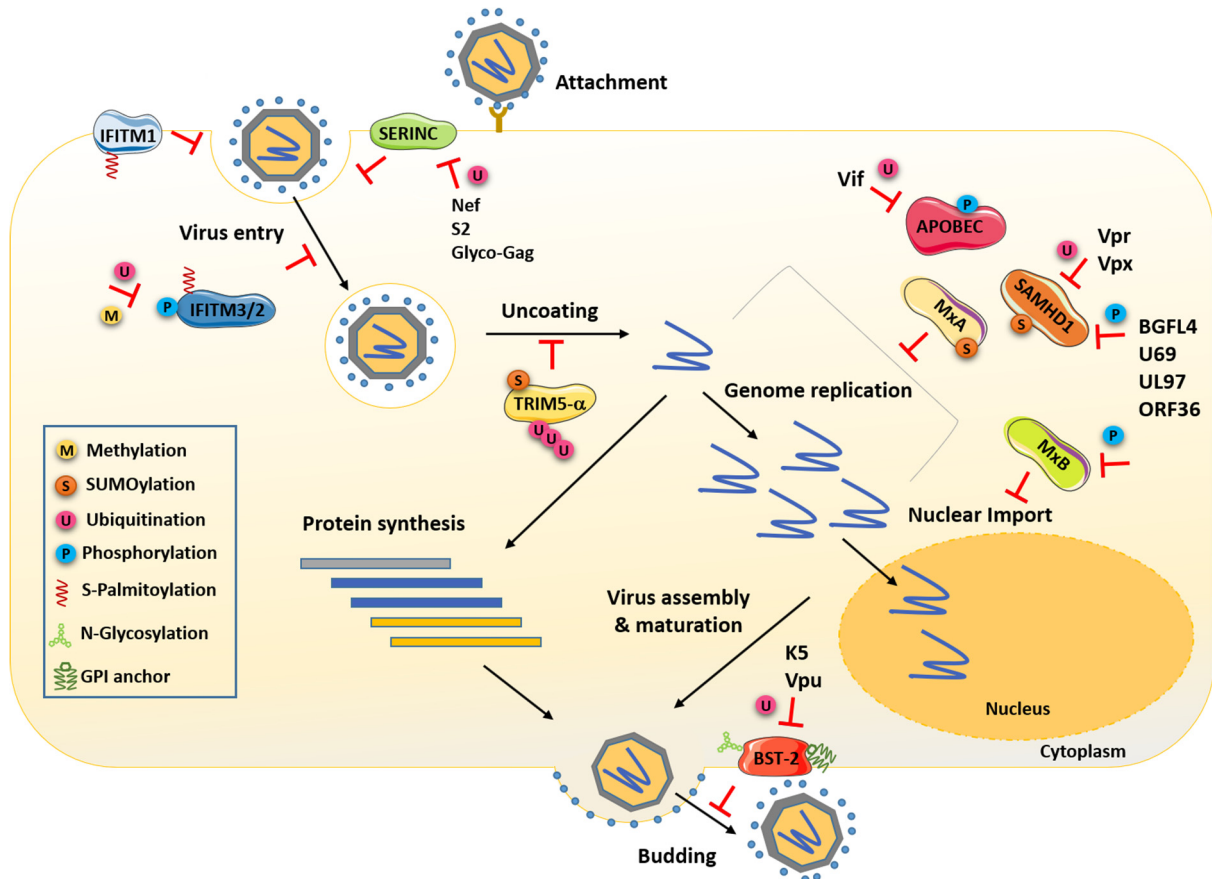 Attachment
IFITM1
SERINC
U
Nef
S2
Glyco-Gag
Virus entry
U
M
P
IFITM3/2
Uncoating
S
TRIM5-α
U
U
U
Vif
U
P
APOBEC
U
Vpr
Vpx
SAMHD1
S
MxA
S
P
BGFL4
U69
UL97
ORF36
Genome replication
MxB
P
Nuclear Import
M Methylation
S SUMOylation
U Ubiquitination
P Phosphorylation
S-Palmitoylation
N-Glycosylation
GPI anchor
Protein synthesis
Virus assembly
& maturation
K5
Vpu
U
BST-2
Nucleus
Cytoplasm
Budding